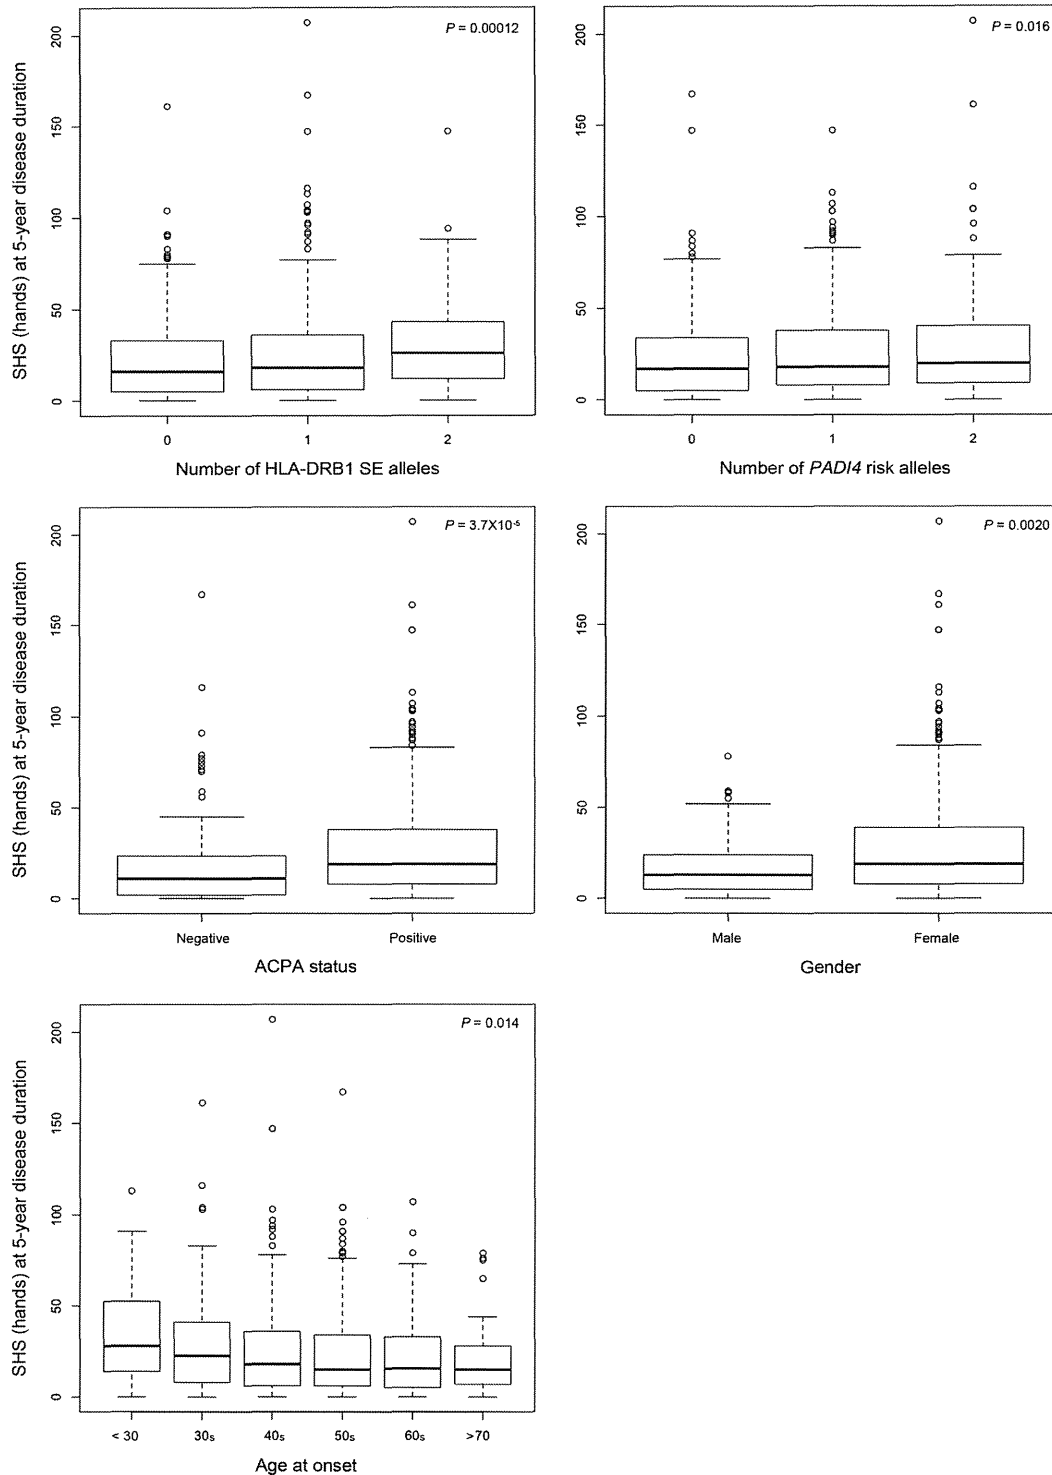 P = 0.00012
SHS (hands) at 5-year disease duration
0 50 100 150 200
0 1 2
Number of HLA-DRB1 SE alleles
P = 0.016
0 50 100 150 200
0 1 2
Number of PADI4 risk alleles
P = 3.7X10⁻⁵
SHS (hands) at 5-year disease duration
0 50 100 150 200
Negative Positive
ACPA status
P = 0.0020
0 50 100 150 200
Male Female
Gender
P = 0.014
SHS (hands) at 5-year disease duration
0 50 100 150 200
< 30 30s 40s 50s 60s >70
Age at onset